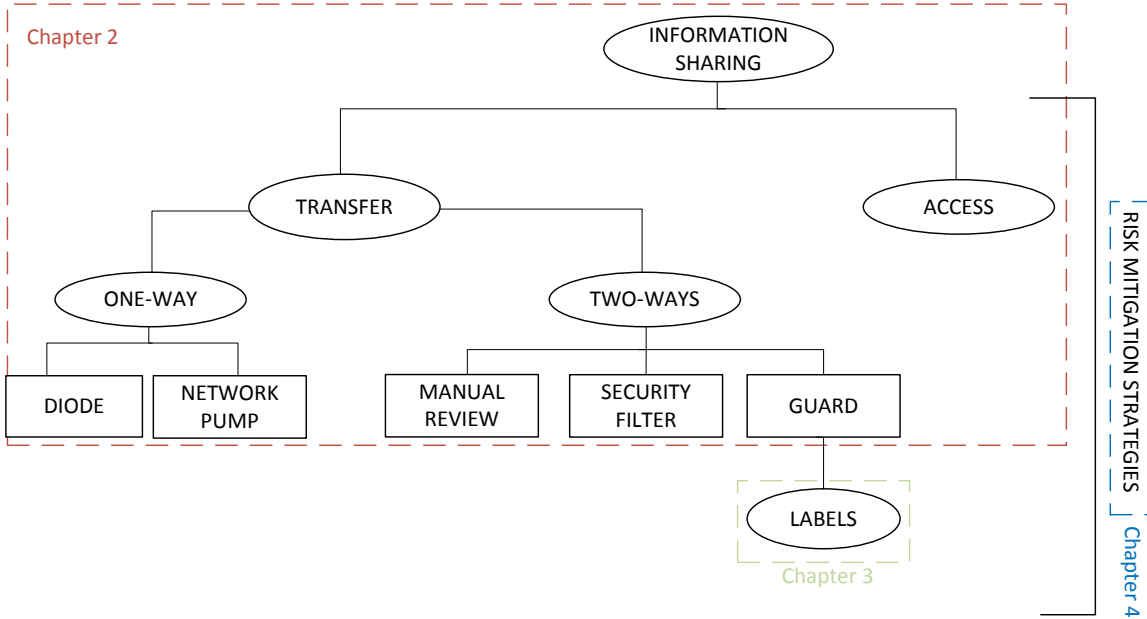 Chapter 2
INFORMATION
SHARING
TRANSFER
ACCESS
ONE-WAY
TWO-WAYS
DIODE
NETWORK
PUMP
MANUAL
REVIEW
SECURITY
FILTER
GUARD
LABELS
Chapter 3
RISK MITIGATION STRATEGIES
Chapter 4